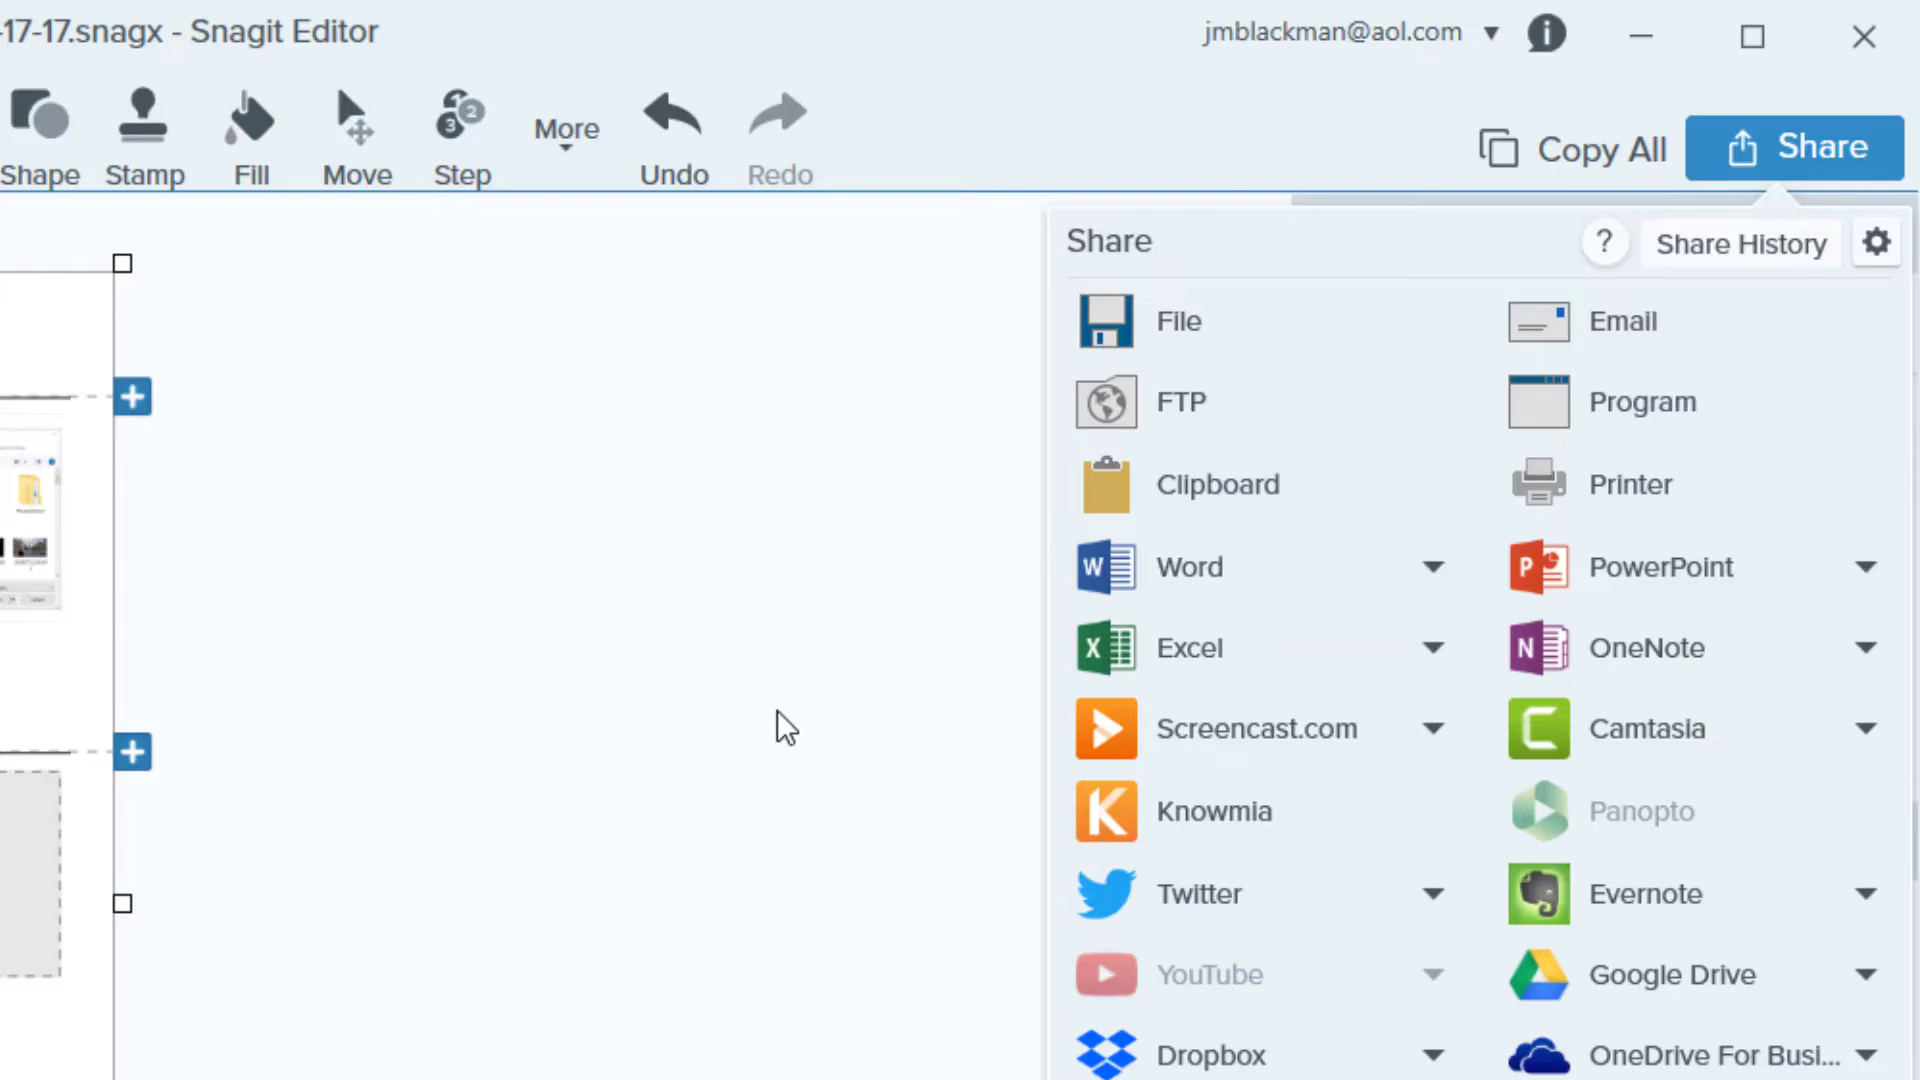 -17-17.snagx - Snagit Editor
jmblackman@aol.com
Shape
Stamp
Fill
Move
Step
More
Undo
Redo
Copy All
Share
Share
?
Share History
File
Email
FTP
Program
Clipboard
Printer
Word
PowerPoint
Excel
OneNote
Screencast.com
Camtasia
Knowmia
Panopto
Twitter
Evernote
YouTube
Google Drive
Dropbox
OneDrive For Busi...